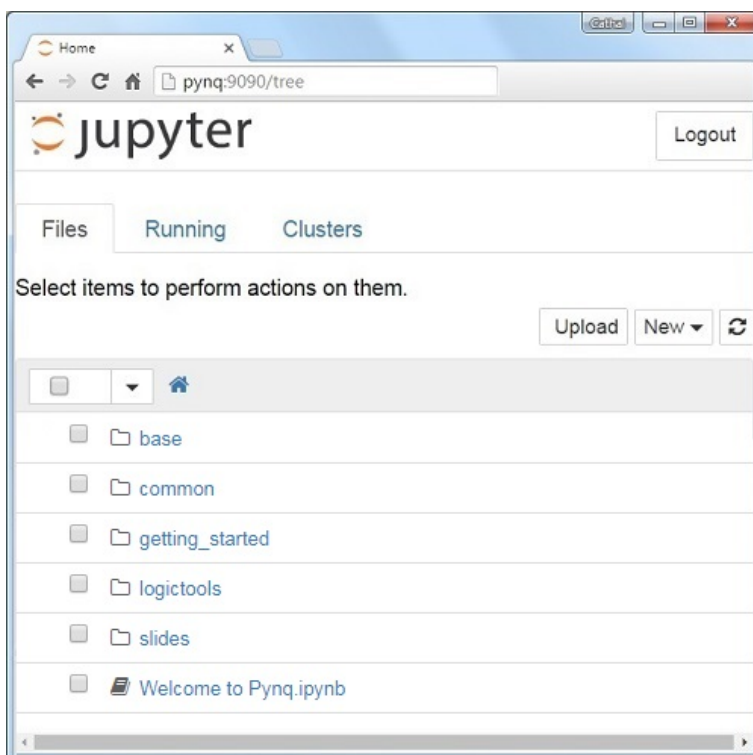 Cathal
Home
pynq:9090/tree
jupyter
Logout
Files Running Clusters
Select items to perform actions on them.
Upload New
base
common
getting_started
logictools
slides
Welcome to Pynq.ipynb